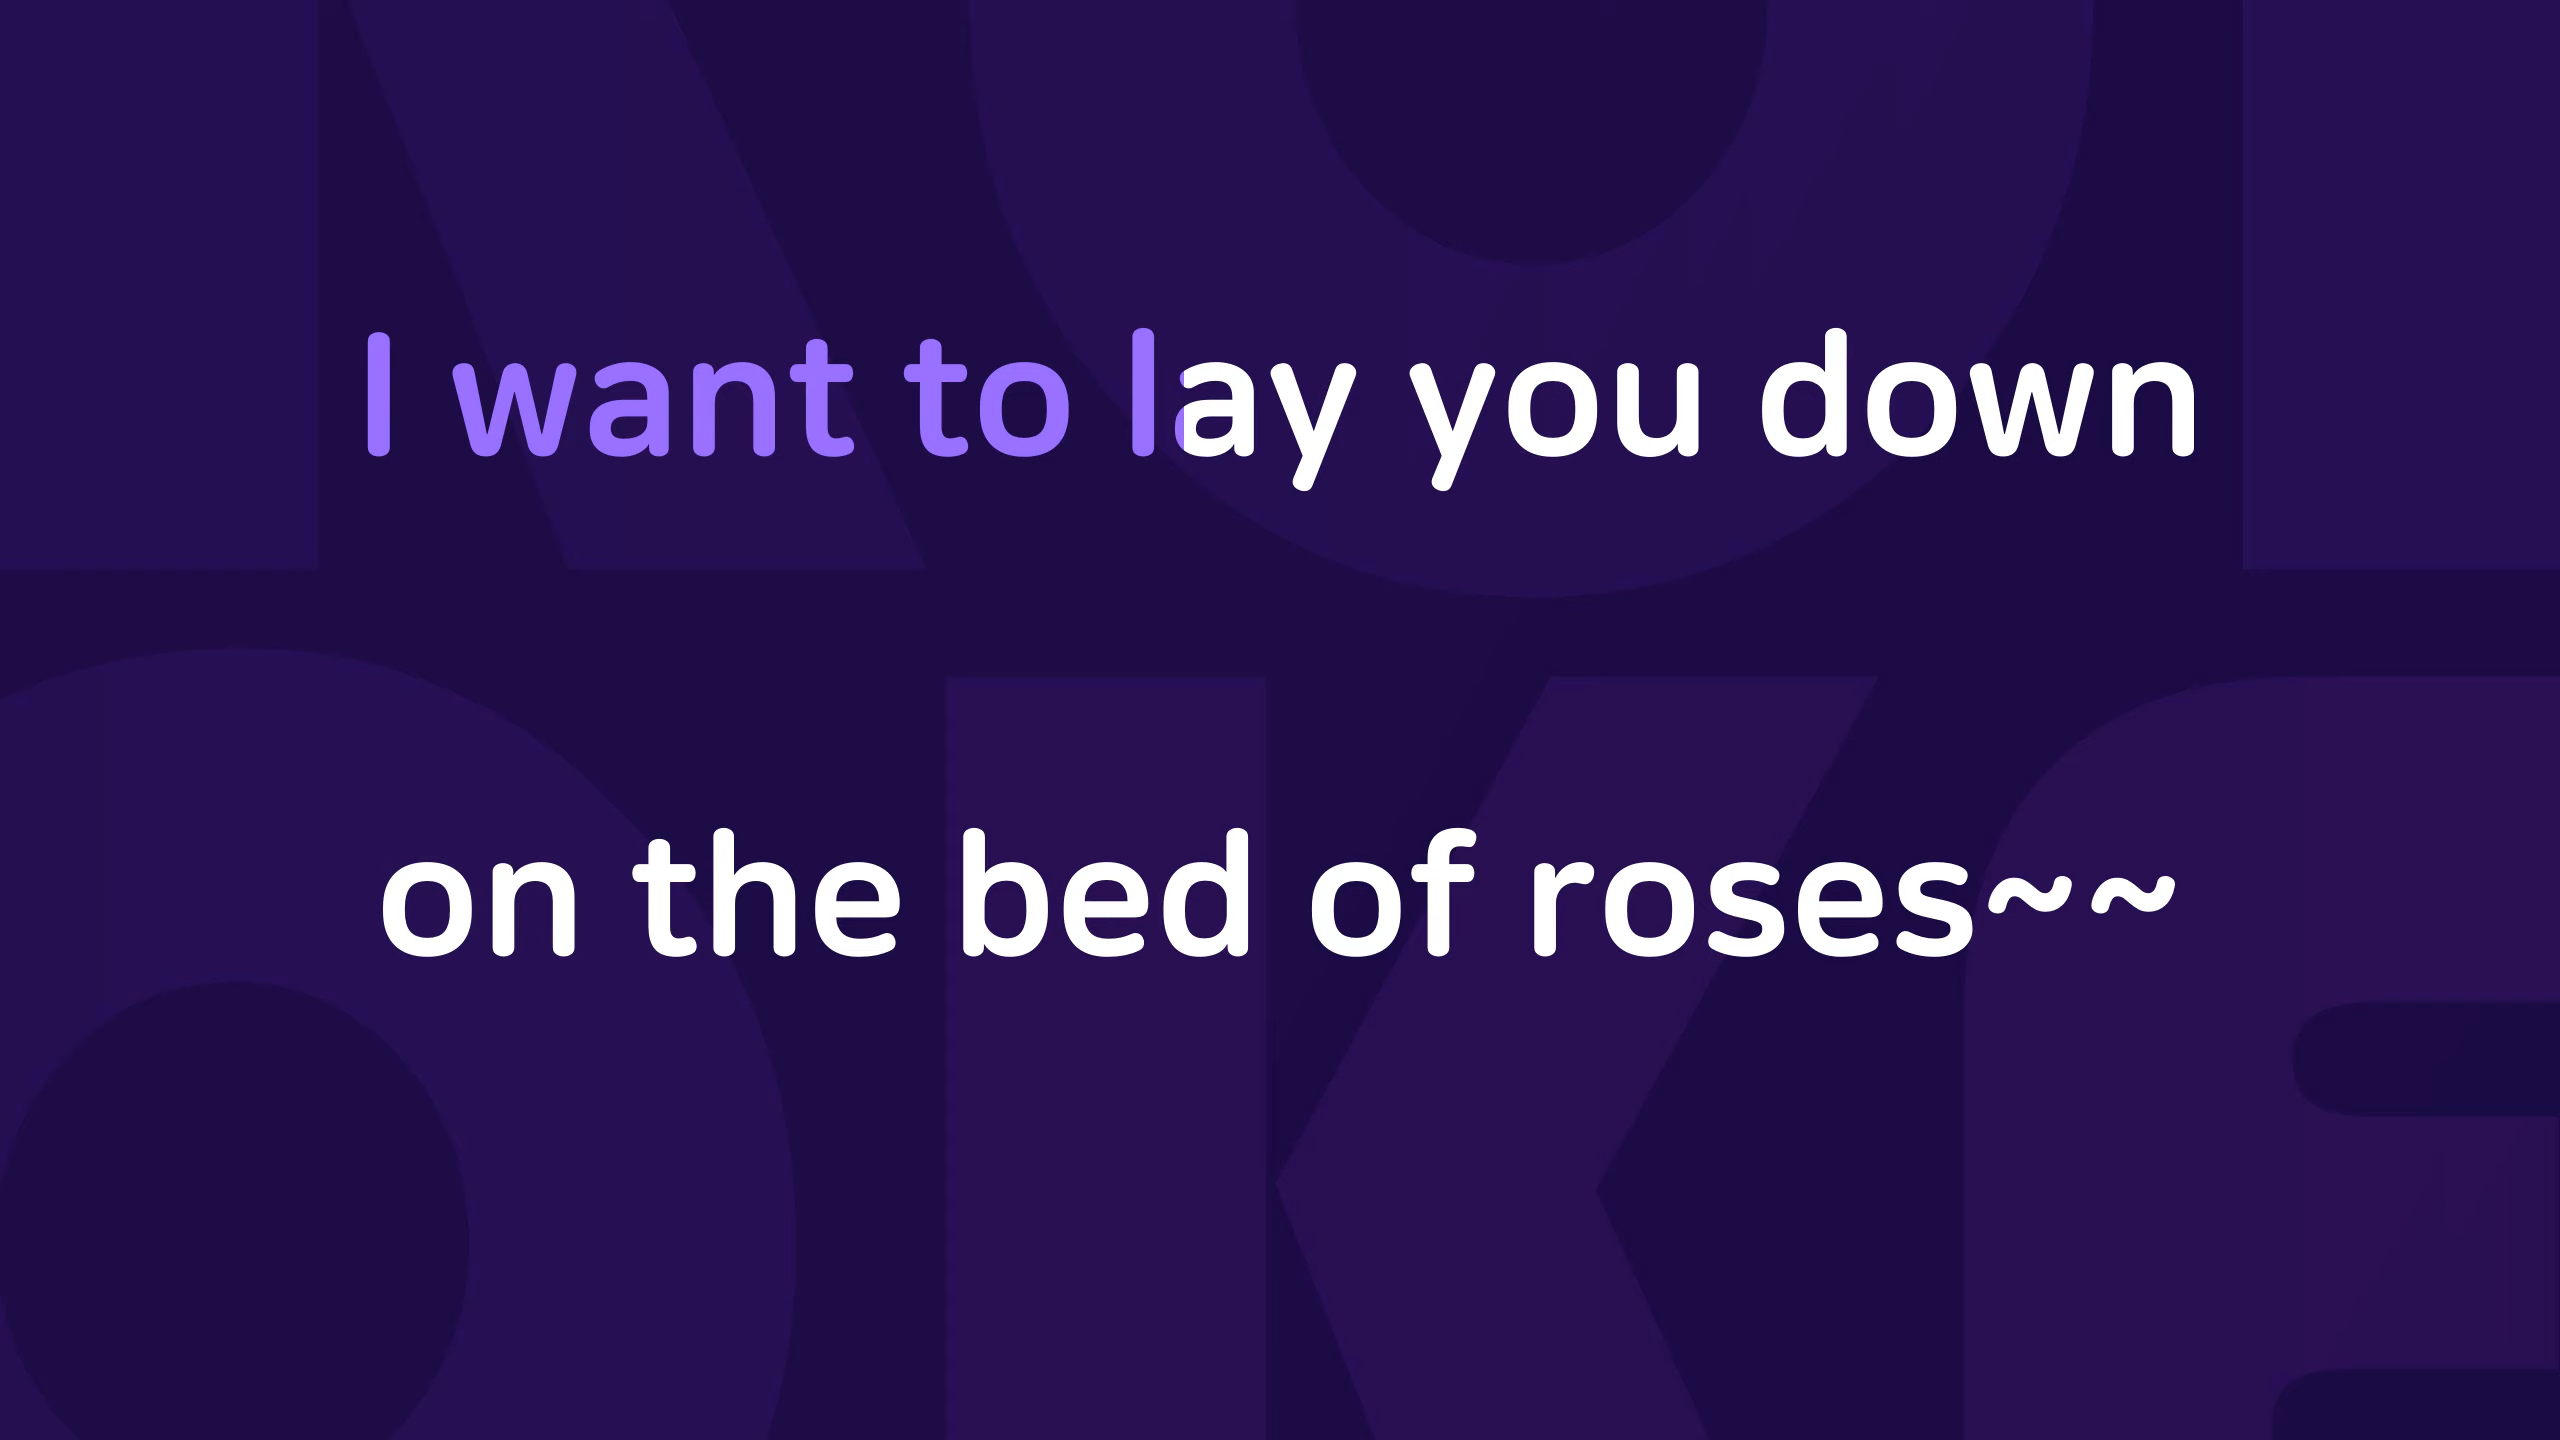 I want to lay you down
on the bed of roses~~